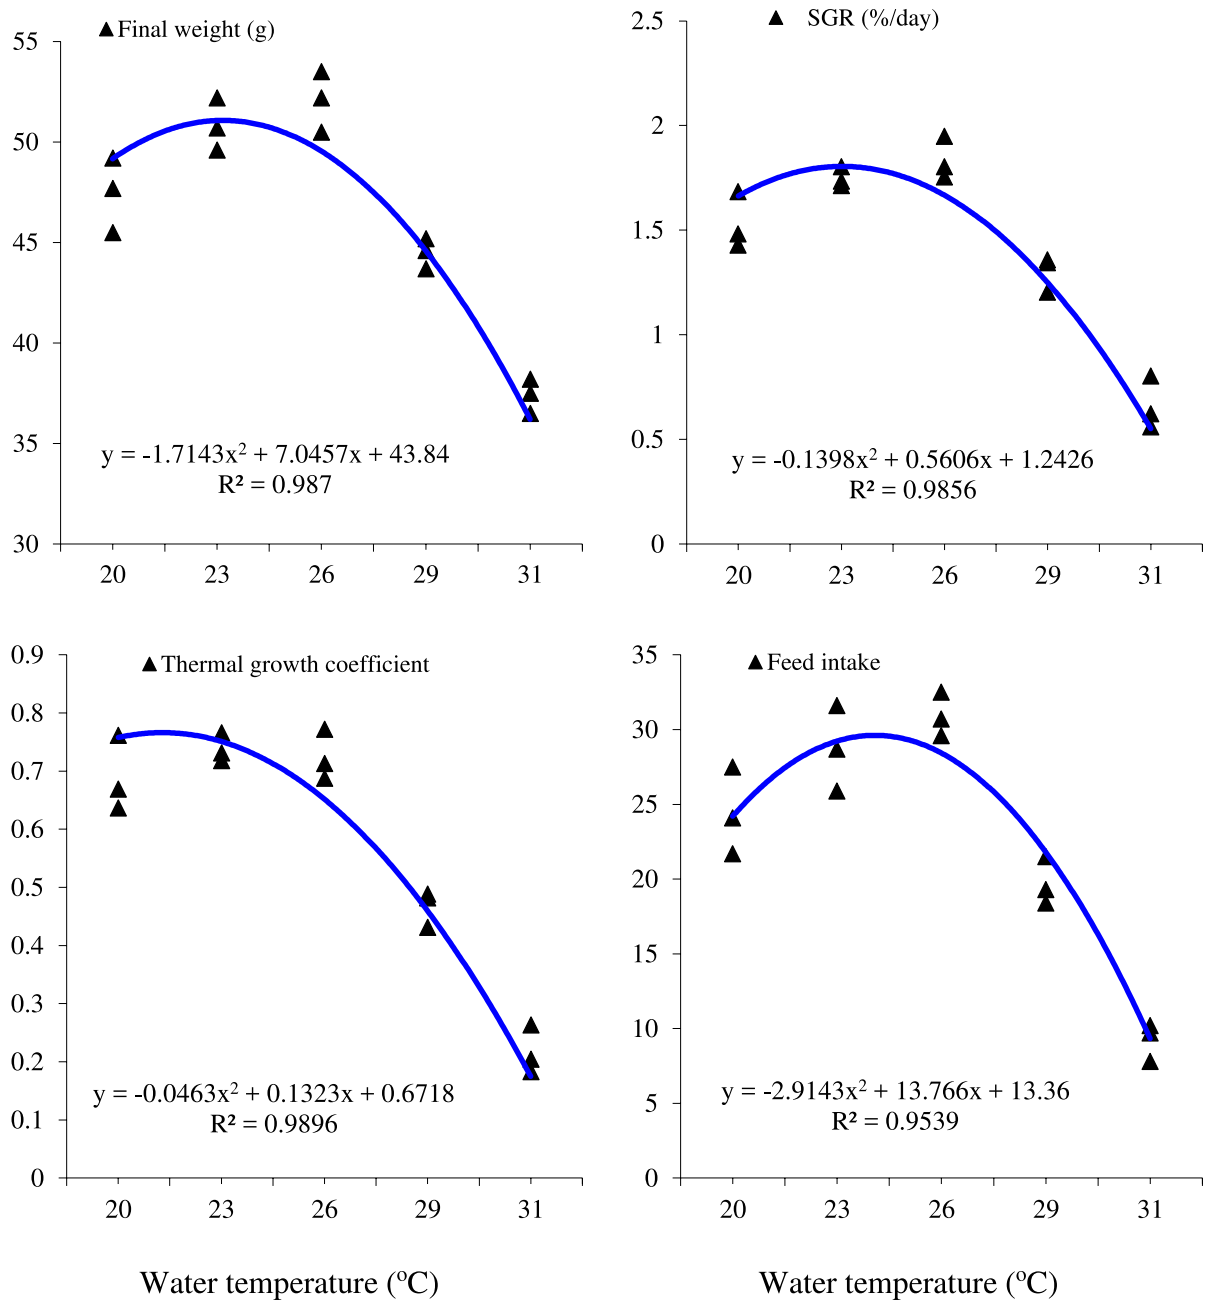 ▲ Final weight (g)
55
50
45
40
35
30
y = -1.7143x² + 7.0457x + 43.84
R² = 0.987
20 23 26 29 31
▲ SGR (%/day)
2.5
2
1.5
1
0.5
0
y = -0.1398x² + 0.5606x + 1.2426
R² = 0.9856
20 23 26 29 31
▲ Thermal growth coefficient
0.9
0.8
0.7
0.6
0.5
0.4
0.3
0.2
0.1
0
y = -0.0463x² + 0.1323x + 0.6718
R² = 0.9896
20 23 26 29 31
Water temperature (ºC)
▲ Feed intake
35
30
25
20
15
10
5
0
y = -2.9143x² + 13.766x + 13.36
R² = 0.9539
20 23 26 29 31
Water temperature (ºC)